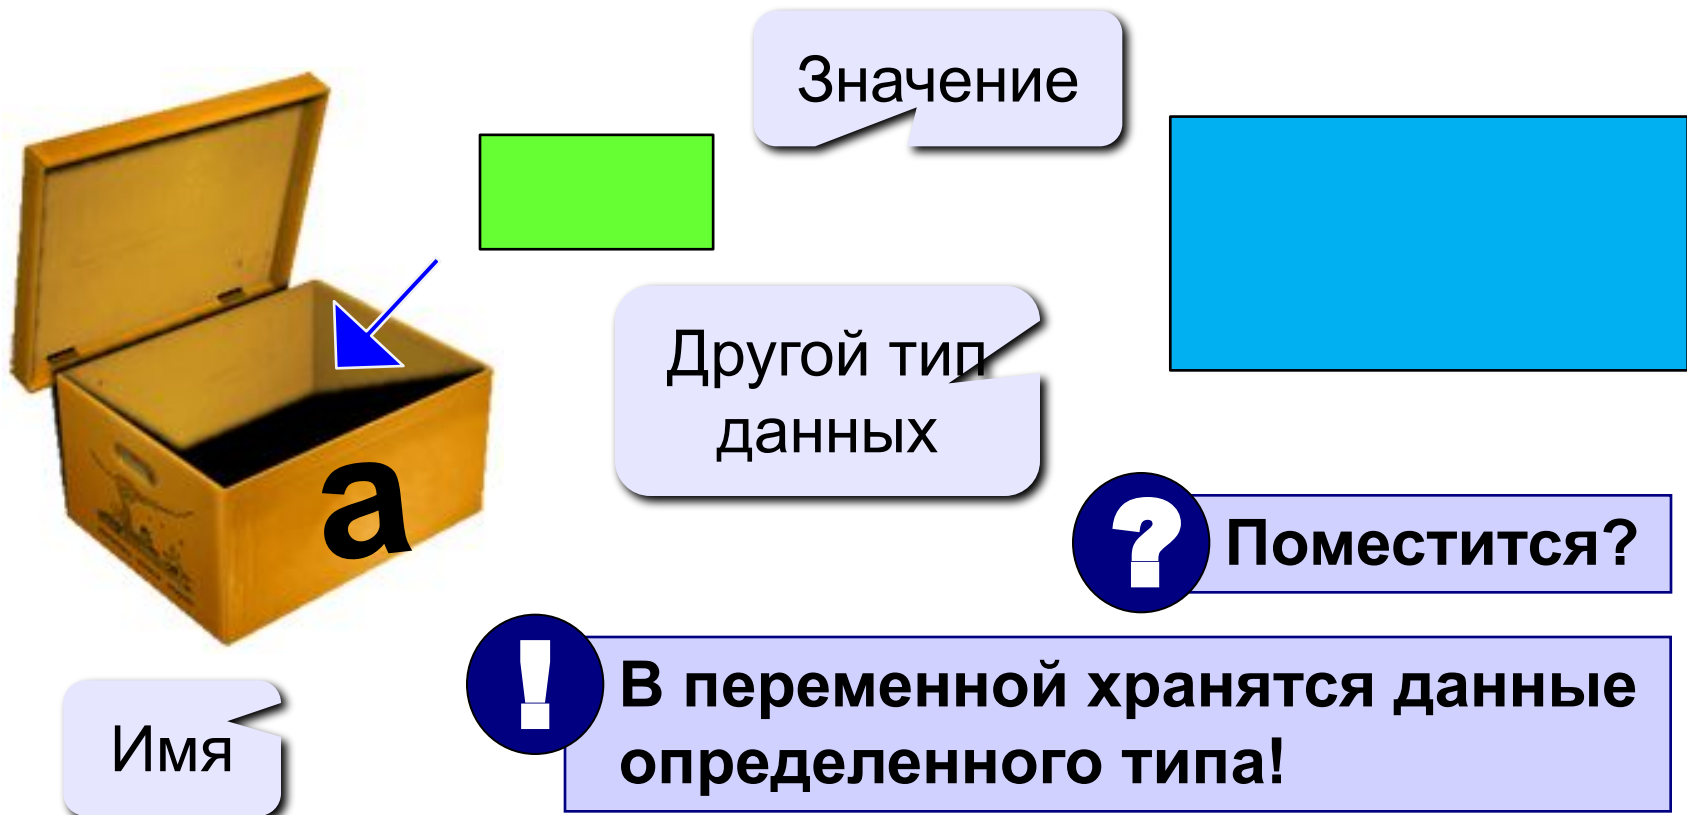 Значение
Другой тип
данных
a
?
Поместится?
!
В переменной хранятся данные
определенного типа!
Имя